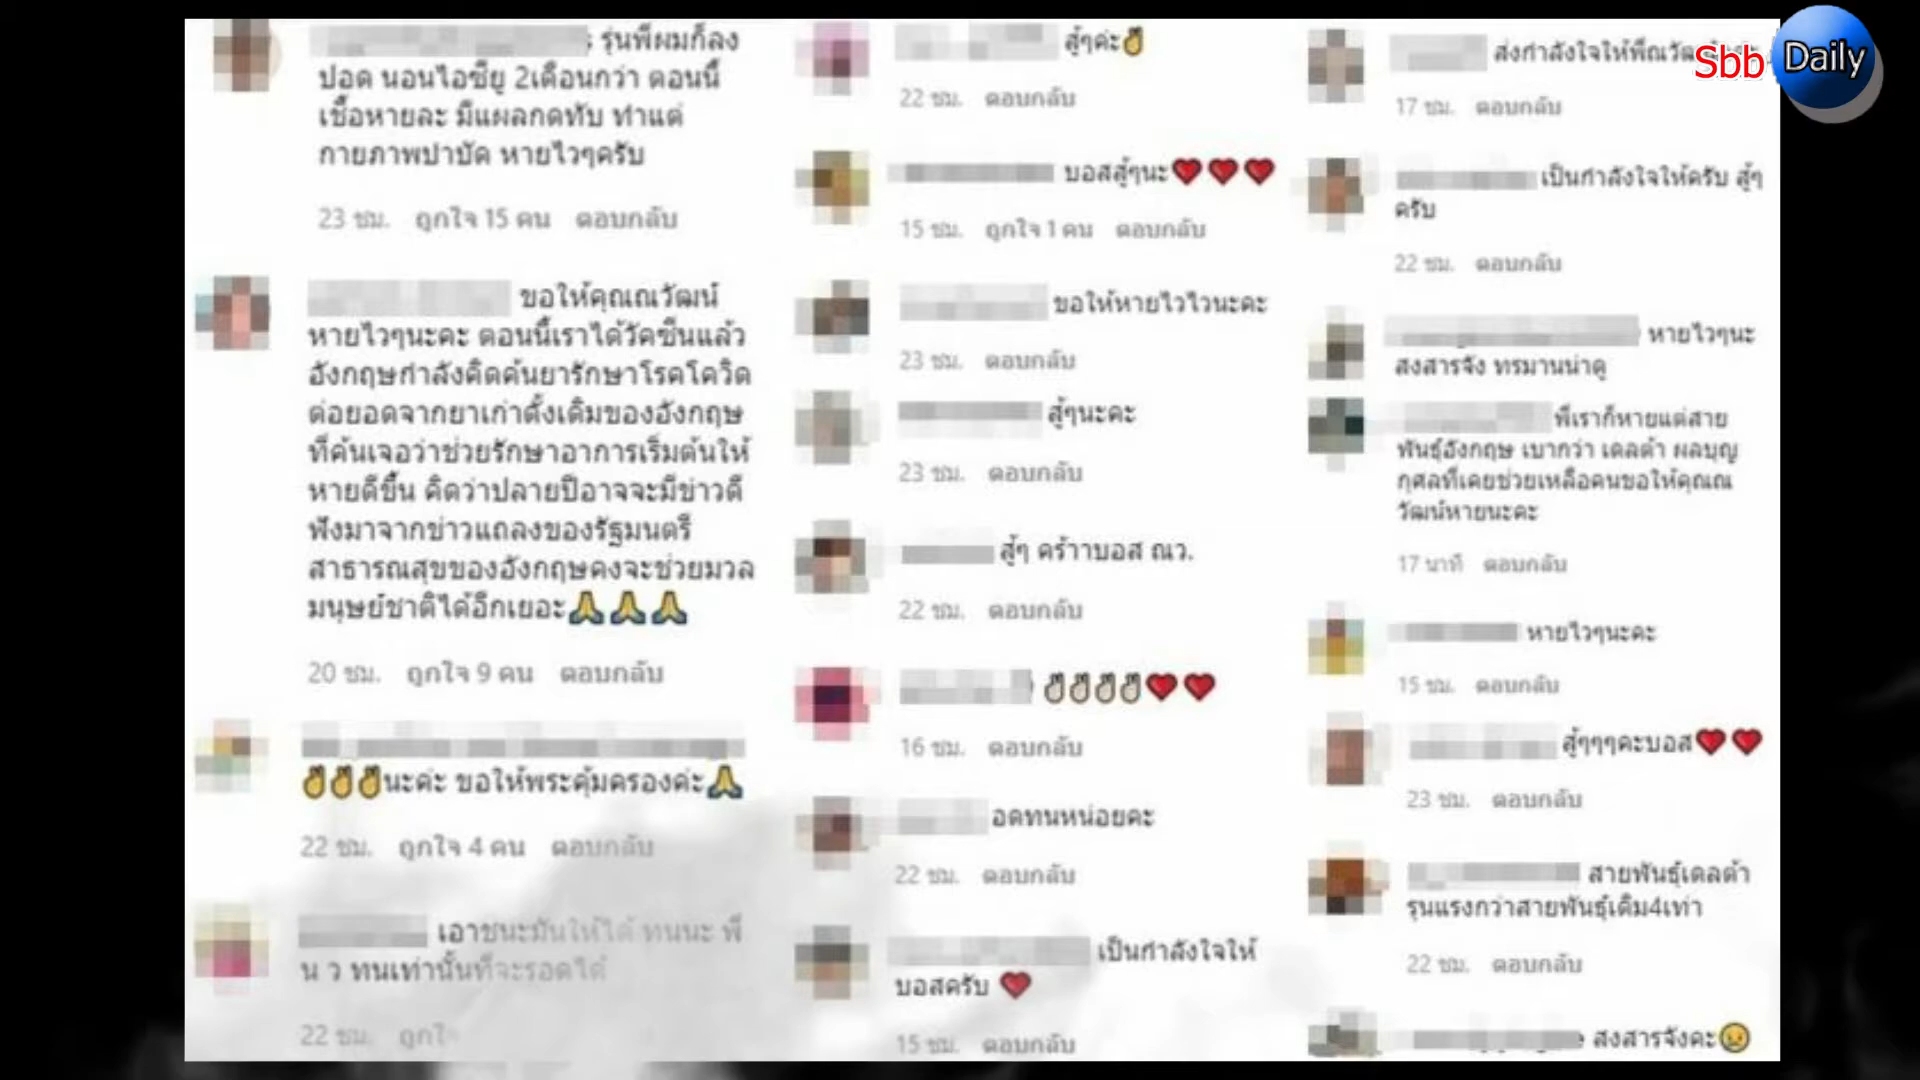 รุ่นพี่ผมก็ลง
ปอด นอนไอซียู 2เดือนกว่า ตอนนี้
เชื้อหายละ มีแผลกดทับ ทำแต่
กายภาพบำบัด หายไวๆครับ
23 ชม. ถูกใจ 15 คน ตอบกลับ
ขอให้คุณณวัฒน์
หายไวๆนะคะ ตอนนี้เราได้วัคซีนแล้ว
อังกฤษกำลังคิดค้นยารักษาโรคโควิด
ต่อยอดจากยาเก่าดั้งเดิมของอังกฤษ
ที่ค้นเจอว่าช่วยรักษาอาการเริ่มต้นให้
หายดีขึ้น คิดว่าปลายปีอาจจะมีข่าวดี
ฟังมาจากข่าวแถลงของรัฐมนตรี
สาธารณสุขของอังกฤษคงจะช่วยมวล
มนุษย์ชาติได้อีกเยอะ🙏🙏🙏
20 ชม. ถูกใจ 9 คน ตอบกลับ
✌✌✌นะค่ะ ขอให้พระคุ้มครองค่ะ🙏
22 ชม. ถูกใจ 4 คน ตอบกลับ
เอาชนะมันให้ได้ ทนนะ พี่
น ว ทนเท่านั้นที่จะรอดได้
22 ชม. ถูกใจ
สู้ๆค่ะ✌
22 ชม. ตอบกลับ
บอสสู้ๆนะ❤❤❤
15 ชม. ถูกใจ 1 คน ตอบกลับ
ขอให้หายไวไวนะคะ
23 ชม. ตอบกลับ
สู้ๆนะคะ
23 ชม. ตอบกลับ
สู้ๆ คร้าาบอส ณว.
22 ชม. ตอบกลับ
✌✌✌✌❤❤
16 ชม. ตอบกลับ
อดทนหน่อยคะ
22 ชม. ตอบกลับ
เป็นกำลังใจให้
บอสครับ ❤
15 ชม. ตอบกลับ
ส่งกำลังใจให้พี่ณวัฒน์
17 ชม. ตอบกลับ
เป็นกำลังใจให้ครับ สู้ๆ
ครับ
22 ชม. ตอบกลับ
หายไวๆนะ
สงสารจัง ทรมานน่าดู
พี่เราก็หายแต่สาย
พันธุ์อังกฤษ เบากว่า เดลต้า ผลบุญ
กุศลที่เคยช่วยเหลือคนขอให้คุณณ
วัฒน์หายนะคะ
17 นาที ตอบกลับ
หายไวๆนะคะ
15 ชม. ตอบกลับ
สู้ๆๆๆคะบอส❤❤
23 ชม. ตอบกลับ
สายพันธุ์เดลต้า
รุนแรงกว่าสายพันธุ์เดิม4เท่า
22 ชม. ตอบกลับ
สงสารจังคะ😢
Sbb Daily